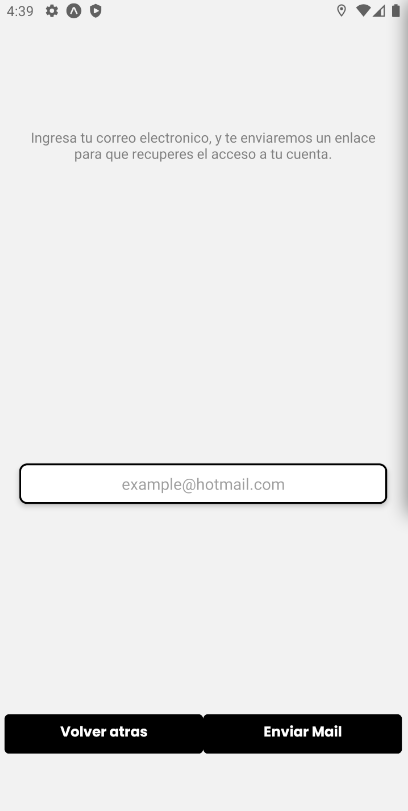 4:39
Ingresa tu correo electronico, y te enviaremos un enlace
para que recuperes el acceso a tu cuenta.
example@hotmail.com
Volver atras
Enviar Mail